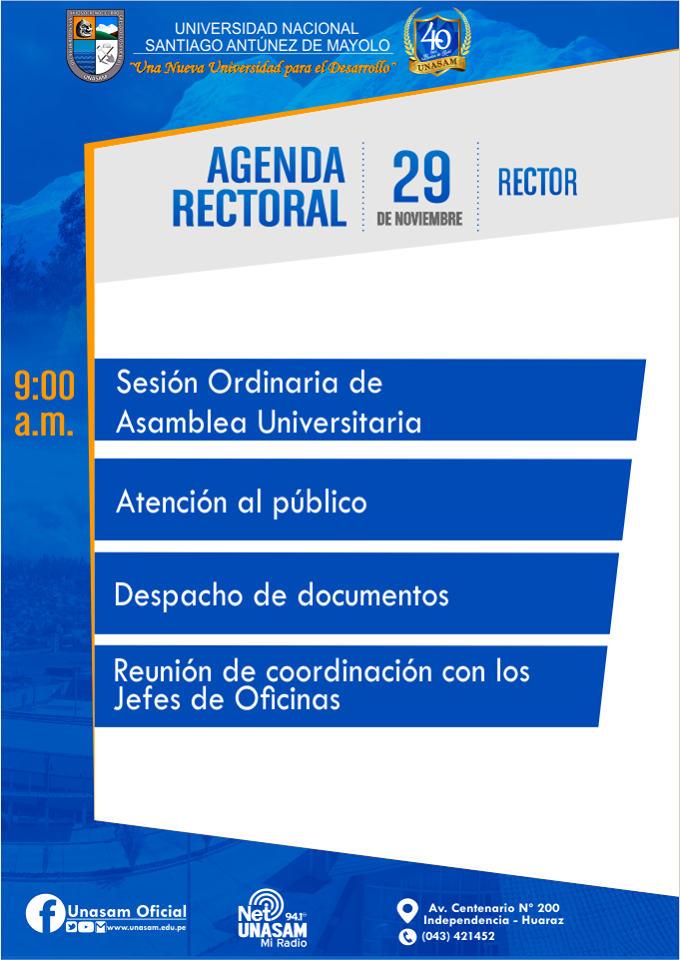 UNIVERSIDAD NACIONAL
SANTIAGO ANTÚNEZ DE MAYOLO
"Una Nueva Universidad para el Desarrollo"
UNASAM
40
UNASAM
AGENDA
RECTORAL
29
DE NOVIEMBRE
RECTOR
9:00
a.m.
Sesión Ordinaria de
Asamblea Universitaria
Atención al público
Despacho de documentos
Reunión de coordinación con los
Jefes de Oficinas
Unasam Oficial
www.unasam.edu.pe
Net 94.1
UNASAM
Mi Radio
Av. Centenario N° 200
Independencia - Huaraz
(043) 421452